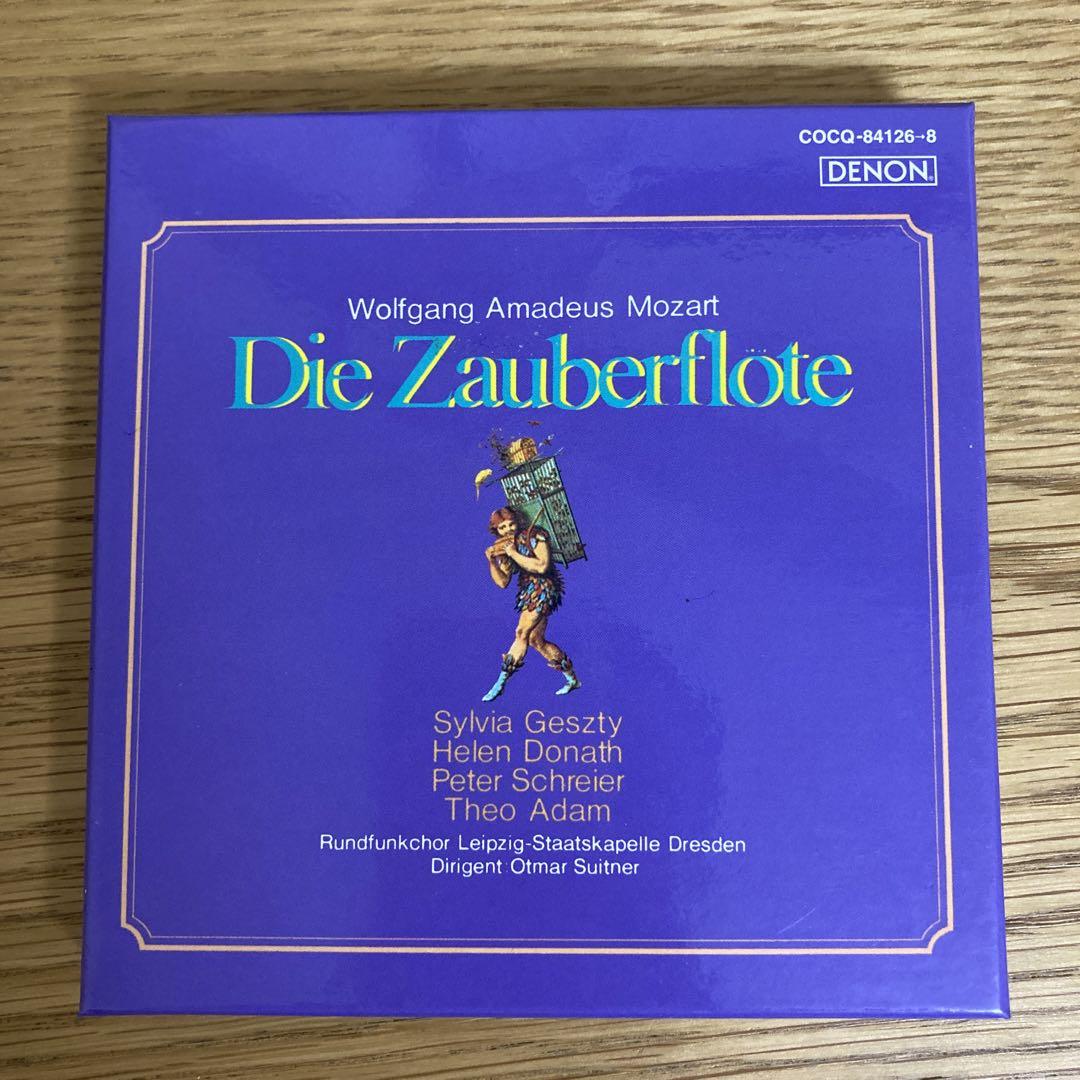 COCQ-84126→8
DENON®
Wolfgang Amadeus Mozart
Die Zauberflöte
Sylvia Geszty
Helen Donath
Peter Schreier
Theo Adam
Rundfunkchor Leipzig-Staatskapelle Dresden
Dirigent:Otmar Suitner